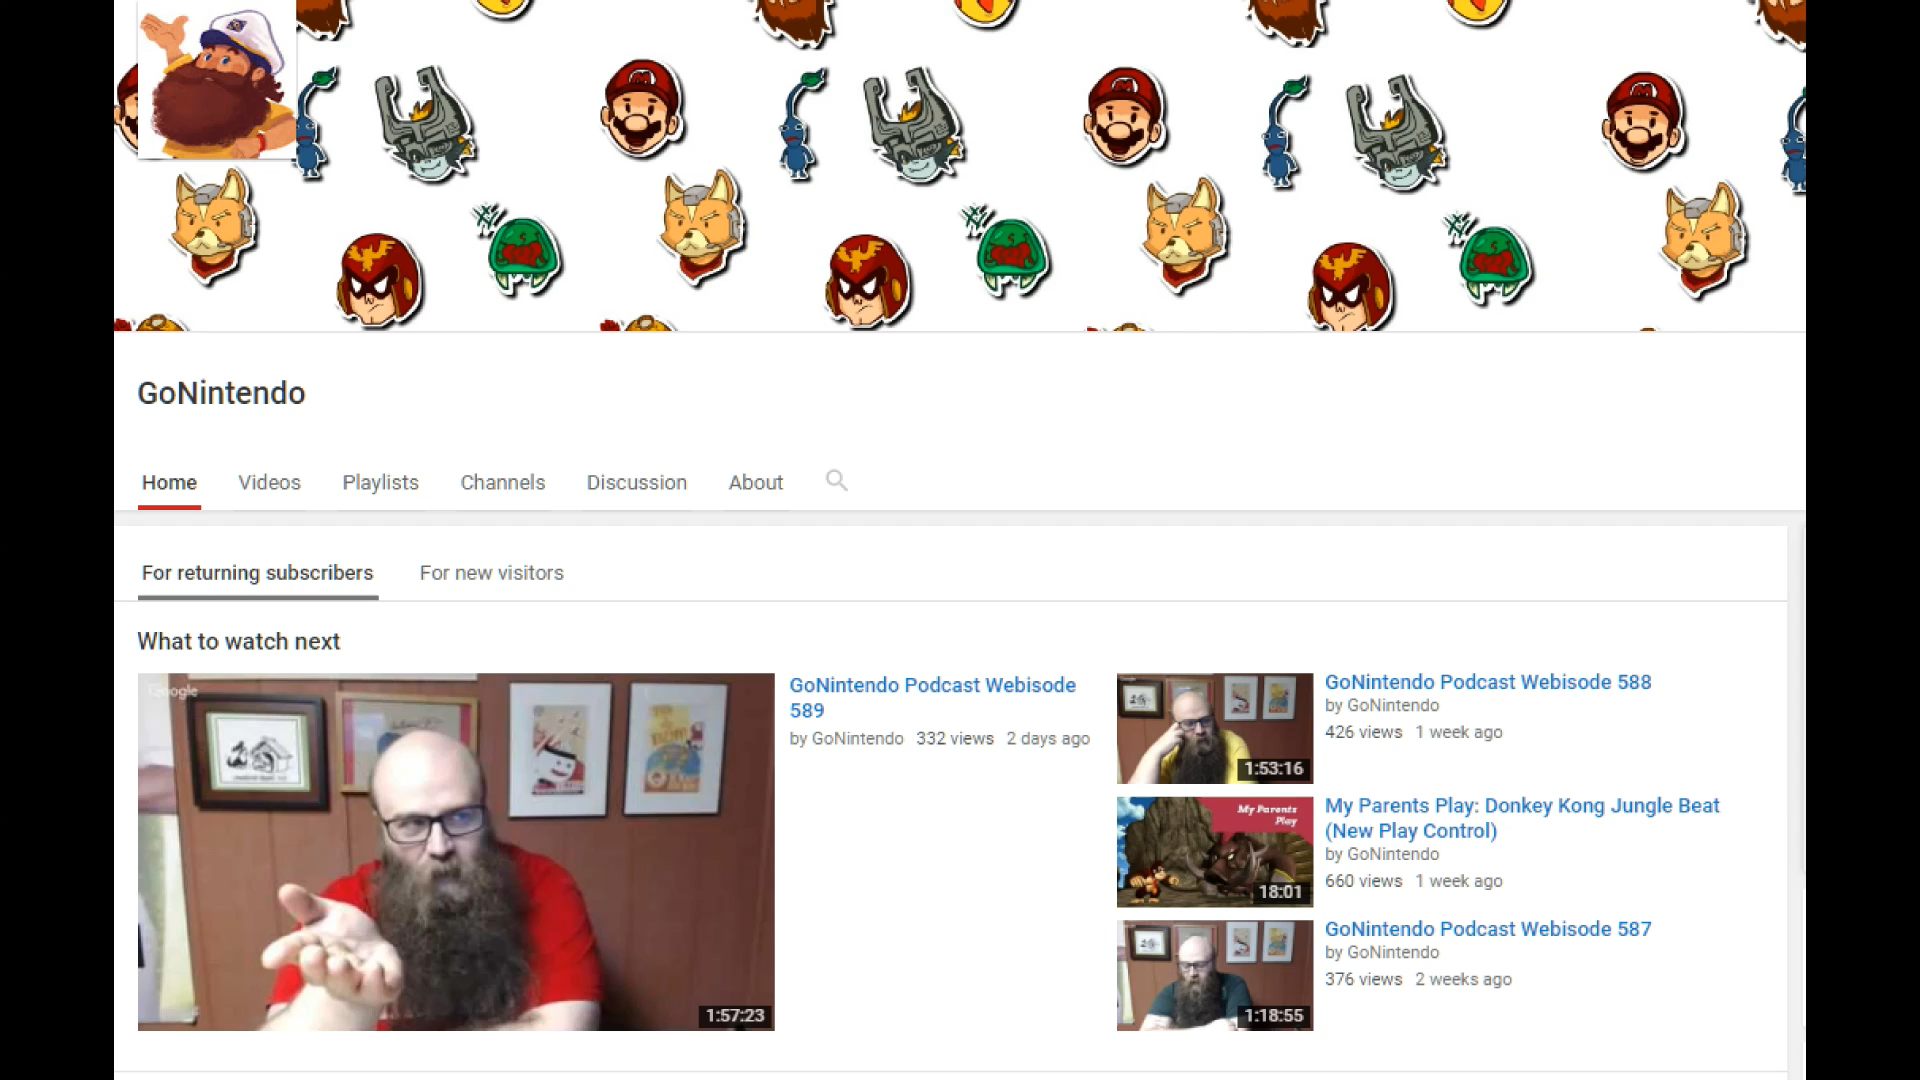 GoNintendo
Home Videos Playlists Channels Discussion About
For returning subscribers For new visitors
What to watch next
Google
GoNintendo Podcast Webisode
589
by GoNintendo 332 views 2 days ago
1:57:23
GoNintendo Podcast Webisode 588
by GoNintendo
426 views 1 week ago
1:53:16
My Parents
Play
My Parents Play: Donkey Kong Jungle Beat
(New Play Control)
by GoNintendo
660 views 1 week ago
18:01
GoNintendo Podcast Webisode 587
by GoNintendo
376 views 2 weeks ago
1:18:55